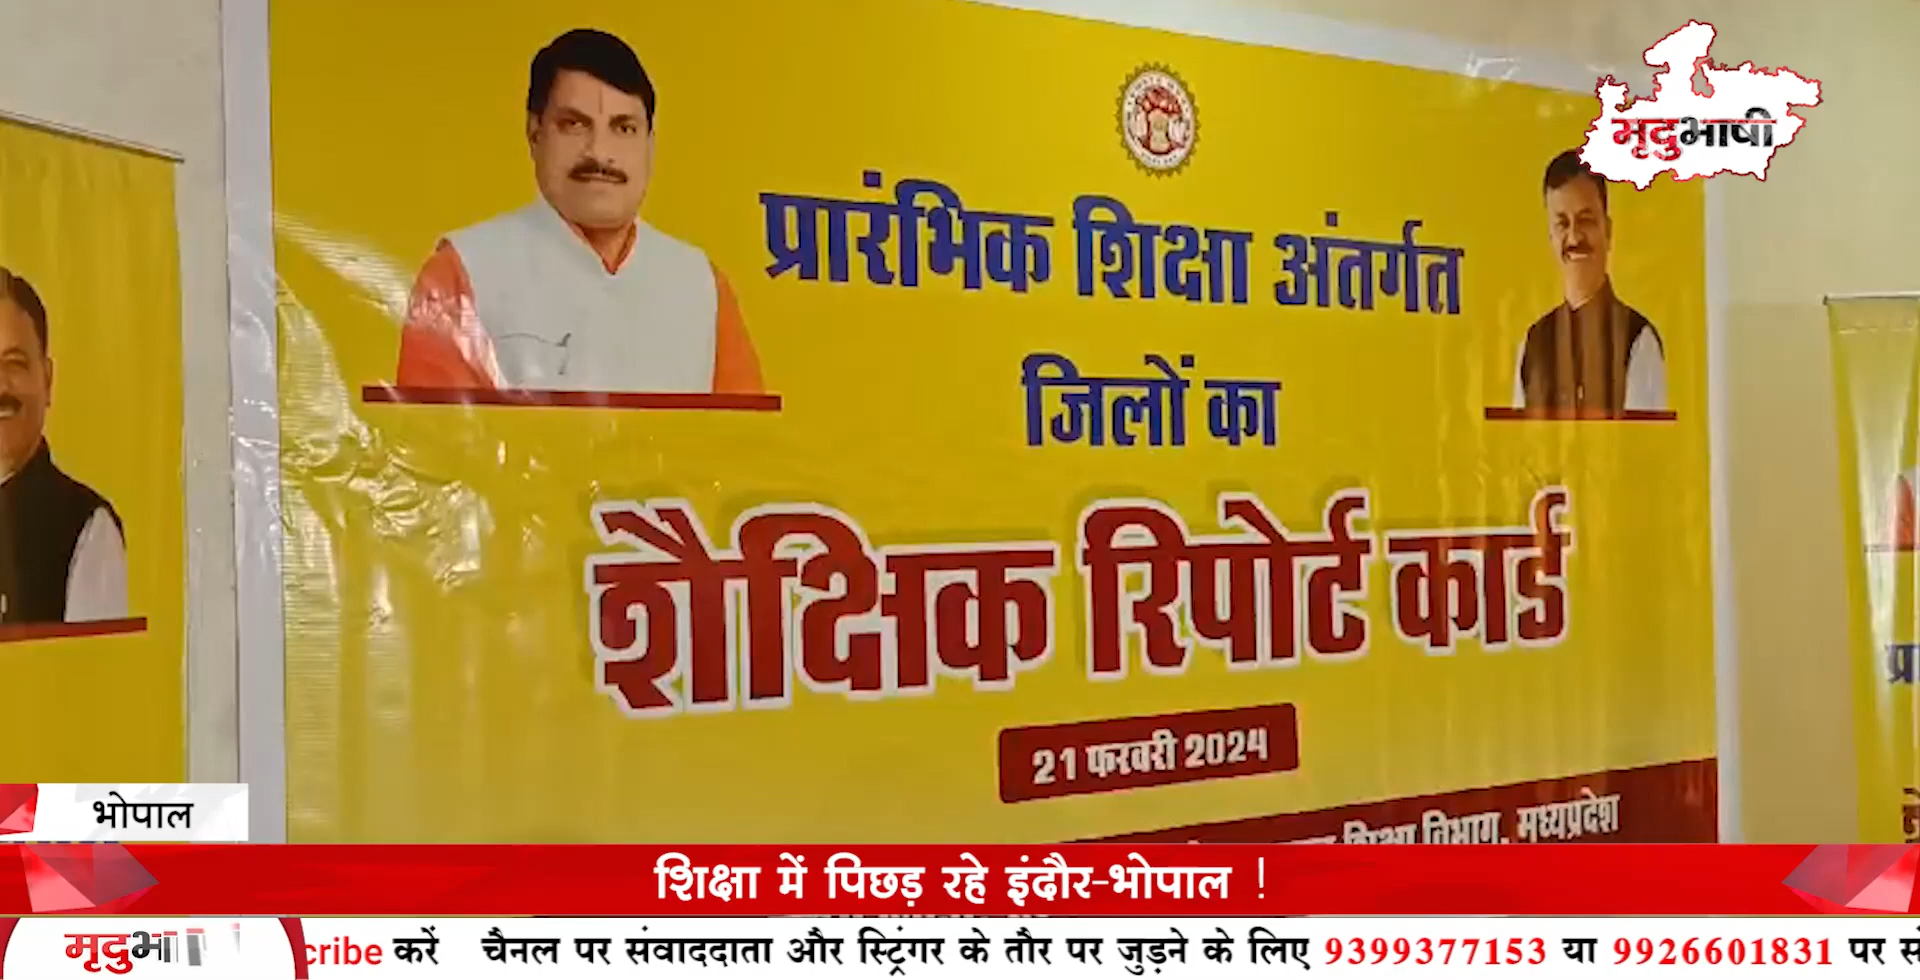 मृदुभाषी
प्रारंभिक शिक्षा अंतर्गत
जिलों का
शैक्षिक रिपोर्ट कार्ड
21 फरवरी 2024
शिक्षा विभाग, मध्यप्रदेश
भोपाल
शिक्षा में पिछड़ रहे इंदौर-भोपाल !
cribe करें चैनल पर संवाददाता और स्ट्रिंगर के तौर पर जुड़ने के लिए 9399377153 या 9926601831 पर